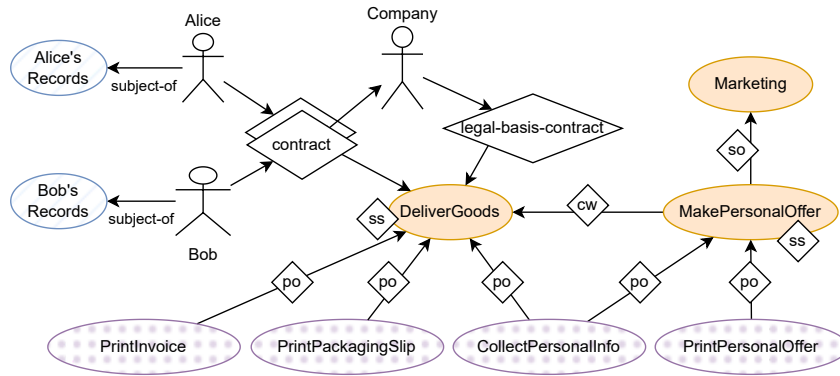 Alice
Company
Alice's
Records
subject-of
Marketing
legal-basis-contract
contract
so
Bob's
Records
subject-of
Bob
ss
DeliverGoods
cw
MakePersonalOffer
ss
po
po
po
po
po
PrintInvoice
PrintPackagingSlip
CollectPersonalInfo
PrintPersonalOffer